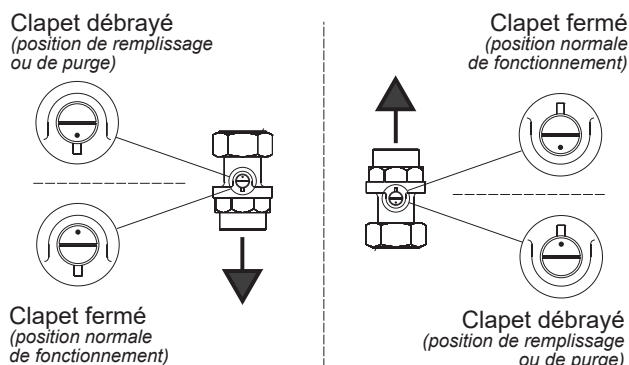 Clapet débrayé
(position de remplissage
ou de purge)
Clapet fermé
(position normale
de fonctionnement)
Clapet fermé
(position normale
de fonctionnement)
Clapet débrayé
(position de remplissage
ou de purge)